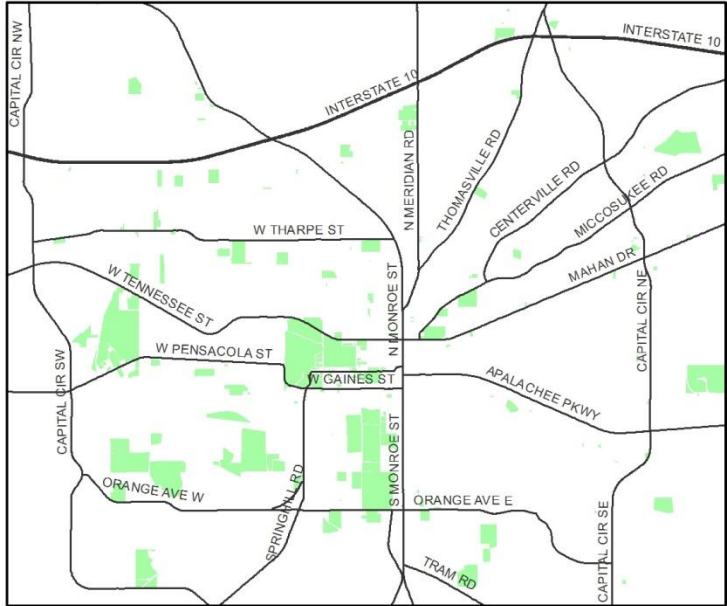 CAPITAL CIR NW
INTERSTATE 10
INTERSTATE 10
N MERIDIAN RD
THOMASVILLE RD
CENTERVILLE RD
MICCOSUKEE RD
W THARPE ST
MAHAN DR
W TENNESSEE ST
N MONROE ST
CAPITAL CIR NE
W PENSACOLA ST
W GAINES ST
APALACHEE PKWY
CAPITAL CIR SW
S MONROE ST
ORANGE AVE W
SPRINGHILL RD
ORANGE AVE E
CAPITAL CIR SE
TRAM RD